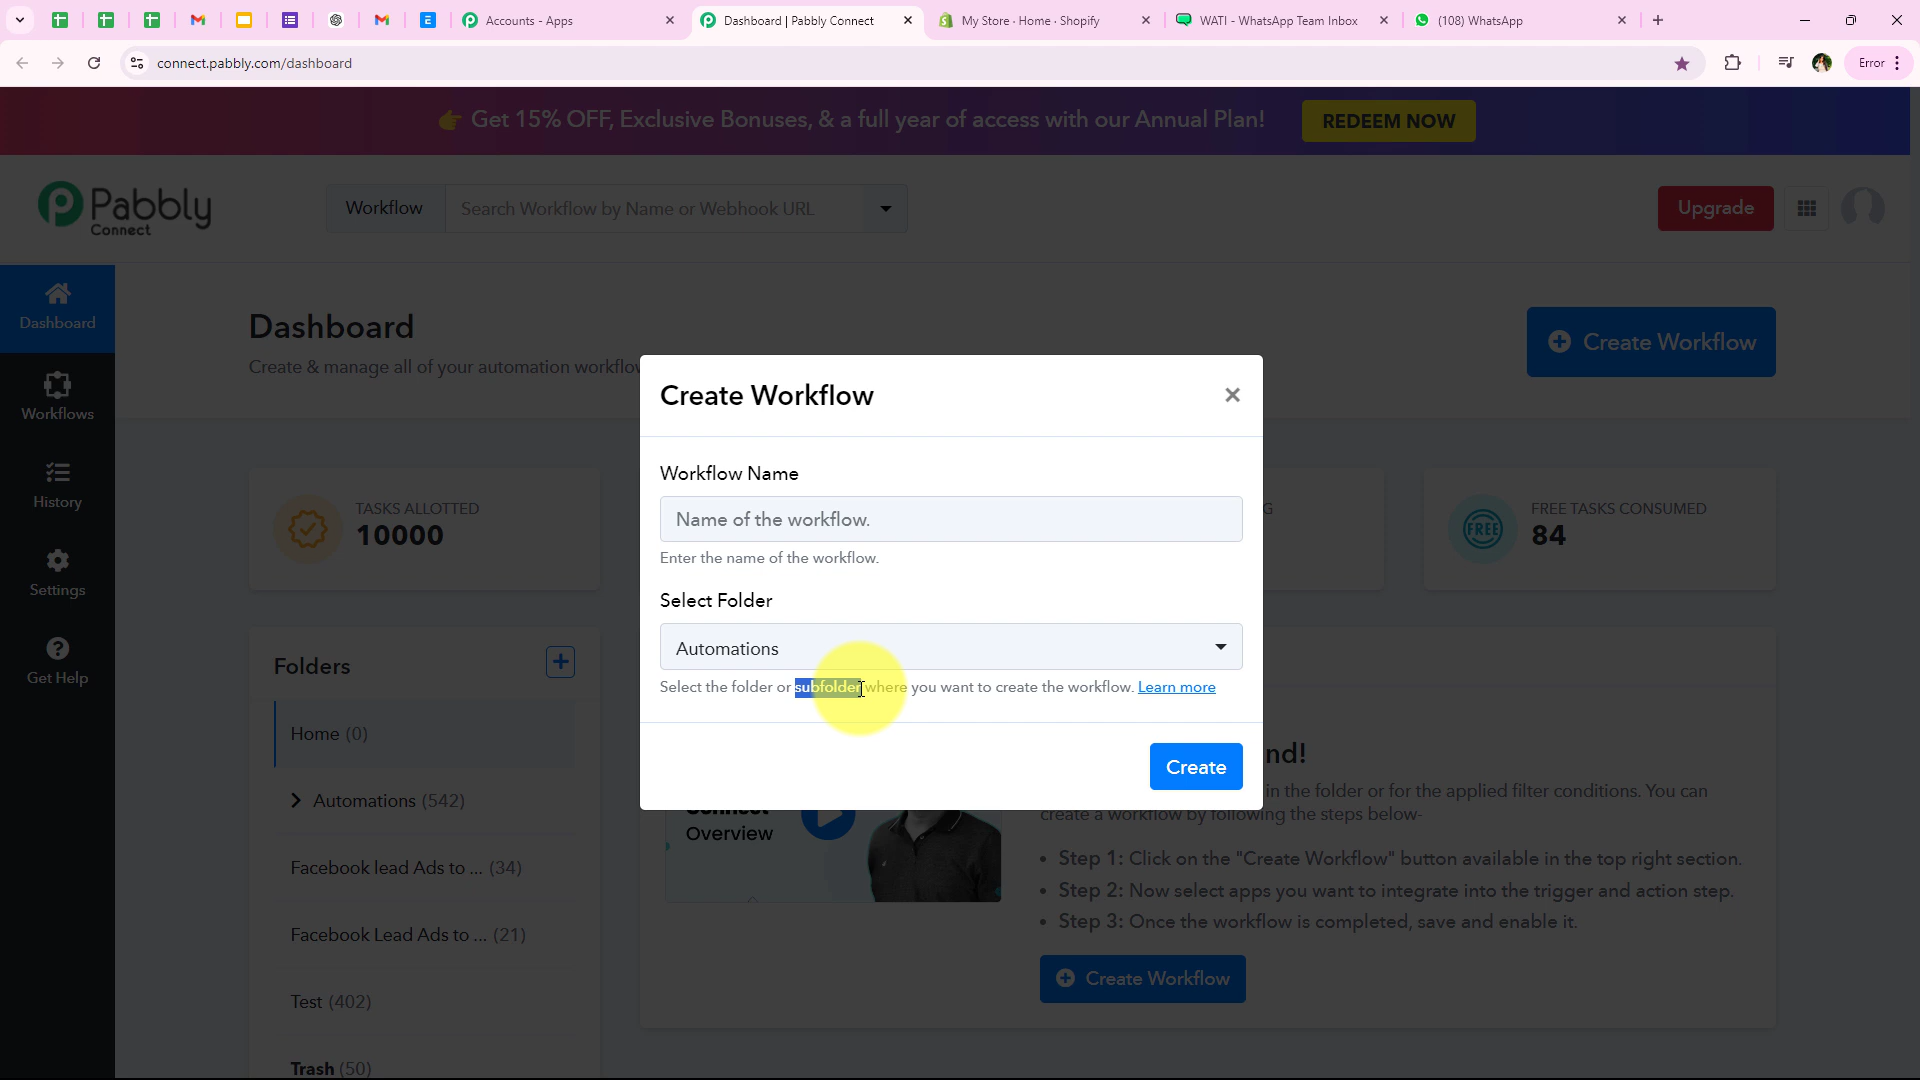 Accounts - Apps
Dashboard | Pabbly Connect
My Store · Home · Shopify
WATI - WhatsApp Team Inbox
(108) WhatsApp
connect.pabbly.com/dashboard
Error
Get 15% OFF, Exclusive Bonuses, & a full year of access with our Annual Plan!
REDEEM NOW
Pabbly
Connect
Workflow
Search Workflow by Name or Webhook URL
Upgrade
Dashboard
Workflows
History
Settings
Get Help
Dashboard
Create & manage all of your automation workflow
Create Workflow
TASKS ALLOTTED
10000
G
FREE
FREE TASKS CONSUMED
84
Create Workflow
Workflow Name
Name of the workflow.
Enter the name of the workflow.
Select Folder
Automations
Select the folder or subfolder where you want to create the workflow. Learn more
Create
Folders
Home (0)
Automations (542)
Facebook lead Ads to ... (34)
Facebook Lead Ads to ... (21)
Test (402)
Trash (50)
Connect
Overview
nd!
in the folder or for the applied filter conditions. You can
create a workflow by following the steps below-
• Step 1: Click on the "Create Workflow" button available in the top right section.
• Step 2: Now select apps you want to integrate into the trigger and action step.
• Step 3: Once the workflow is completed, save and enable it.
Create Workflow